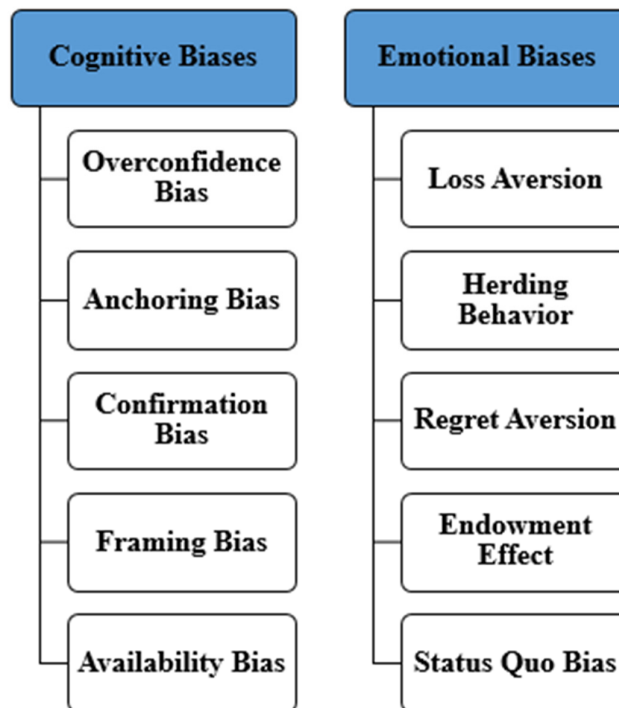 Cognitive Biases
Overconfidence
Bias
Anchoring Bias
Confirmation
Bias
Framing Bias
Availability Bias
Emotional Biases
Loss Aversion
Herding
Behavior
Regret Aversion
Endowment
Effect
Status Quo Bias